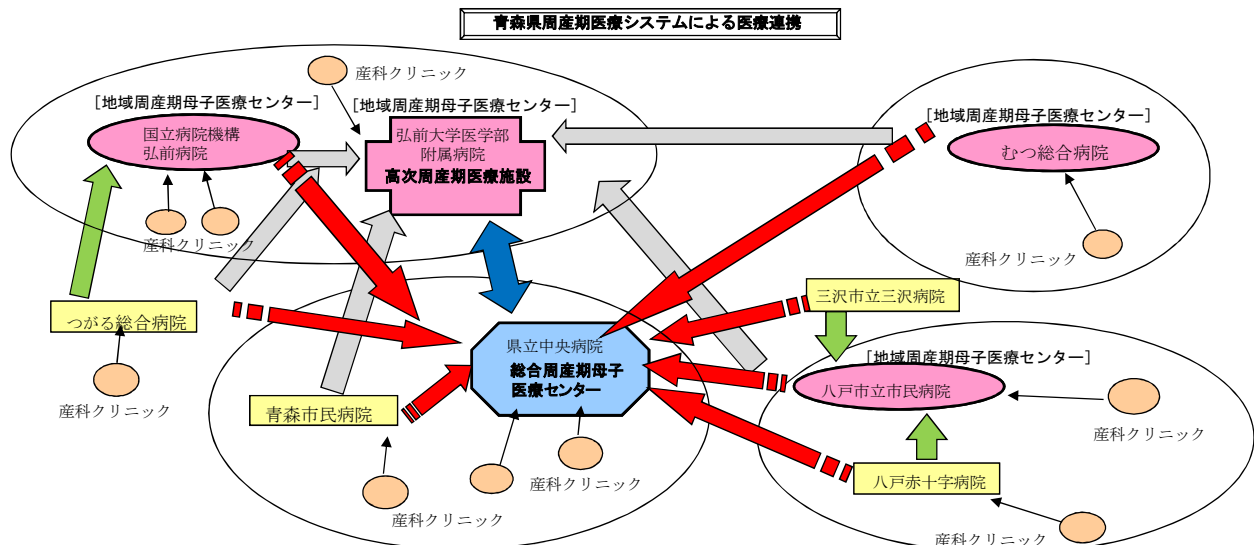 青森県周産期医療システムによる医療連携
産科クリニック
［地域周産期母子医療センター］
［地域周産期母子医療センター］
［地域周産期母子医療センター］
国立病院機構
弘前病院
弘前大学医学部
附属病院
高次周産期医療施設
むつ総合病院
産科クリニック
産科クリニック
つがる総合病院
三沢市立三沢病院
県立中央病院
総合周産期母子
医療センター
［地域周産期母子医療センター］
八戸市立市民病院
産科クリニック
青森市民病院
産科クリニック
八戸赤十字病院
産科クリニック
産科クリニック
産科クリニック